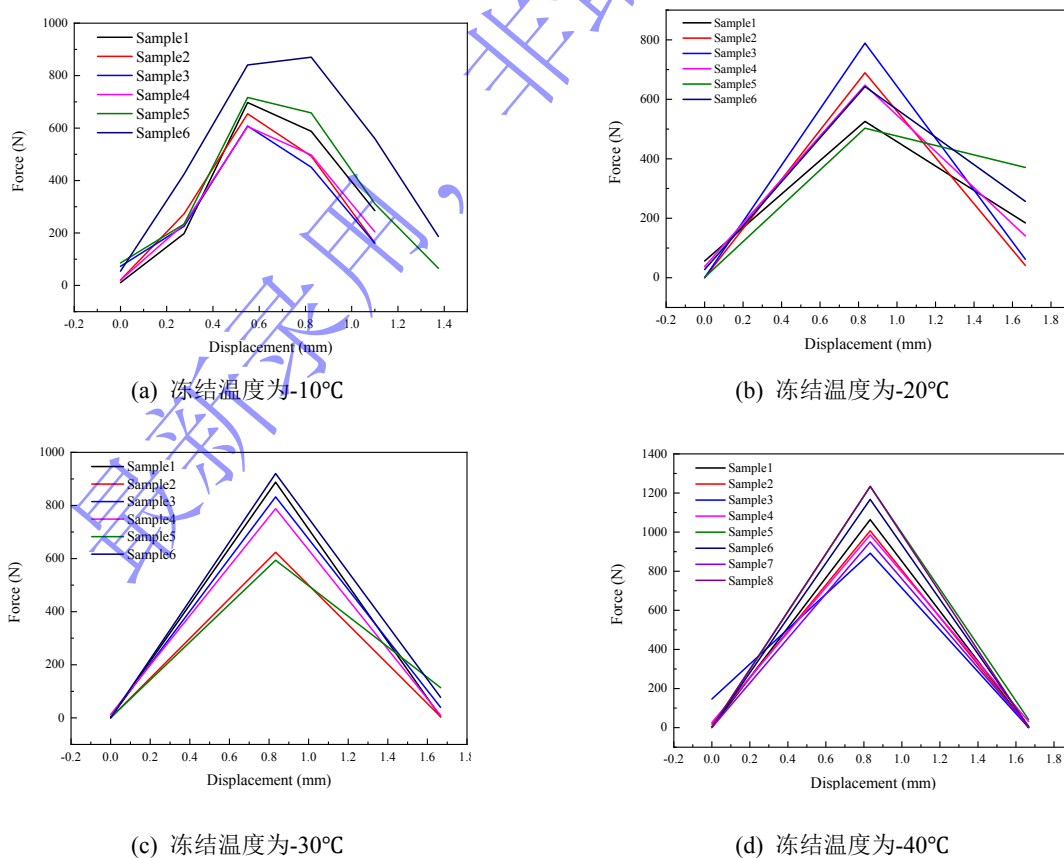 1000
800
600
400
200
0
Force (N)
Sample1
Sample2
Sample3
Sample4
Sample5
Sample6
-0.2 0.0 0.2 0.4 0.6 0.8 1.0 1.2 1.4
Displacement (mm)
(a) 冻结温度为-10℃
800
600
400
200
0
Force (N)
Sample1
Sample2
Sample3
Sample4
Sample5
Sample6
-0.2 0.0 0.2 0.4 0.6 0.8 1.0 1.2 1.4 1.6 1.8
Displacement (mm)
(b) 冻结温度为-20℃
1000
800
600
400
200
0
Force (N)
Sample1
Sample2
Sample3
Sample4
Sample5
Sample6
-0.2 0.0 0.2 0.4 0.6 0.8 1.0 1.2 1.4 1.6 1.8
Displacement (mm)
(c) 冻结温度为-30℃
1400
1200
1000
800
600
400
200
0
Force (N)
Sample1
Sample2
Sample3
Sample4
Sample5
Sample6
Sample7
Sample8
-0.2 0.0 0.2 0.4 0.6 0.8 1.0 1.2 1.4 1.6 1.8
Displacement (mm)
(d) 冻结温度为-40℃
最新录用，非